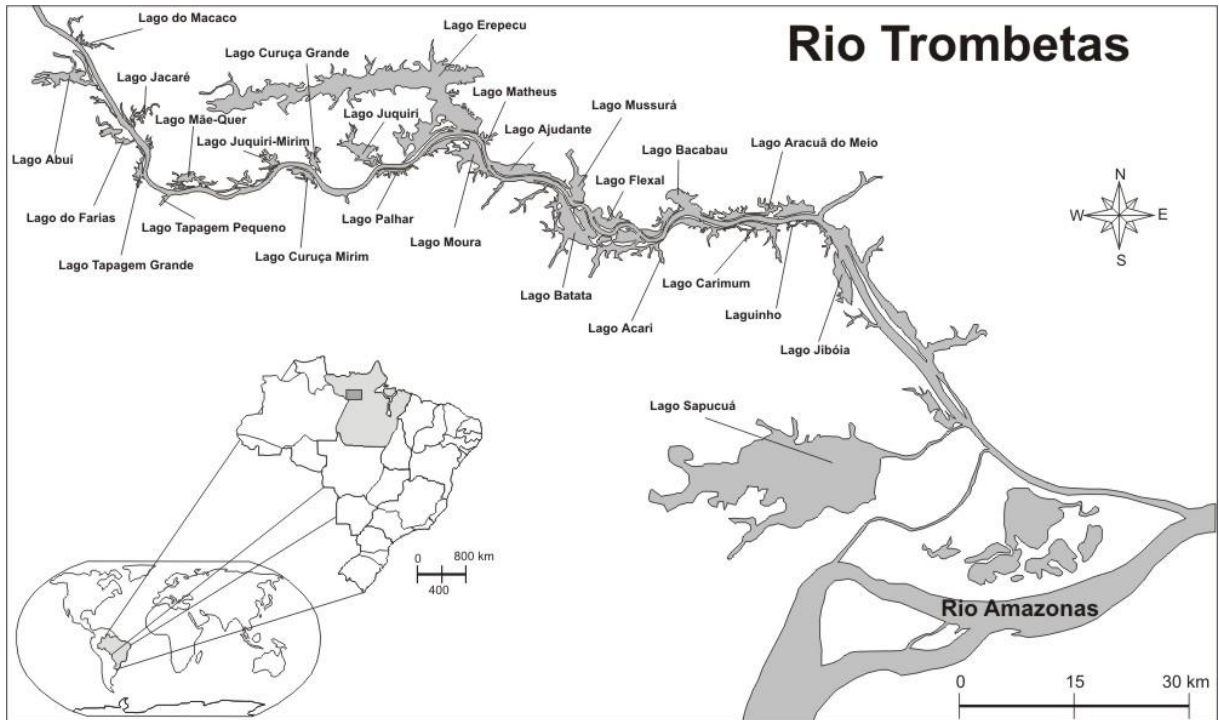 Rio Trombetas
Lago do Macaco
Lago Erepecu
Lago Curuça Grande
Lago Jacaré
Lago Matheus
Lago Mussurá
Lago Mãe-Quer
Lago Juquiri
Lago Ajudante
Lago Juquiri-Mirim
Lago Aracuã do Meio
Lago Bacabau
Lago Abuí
Lago Flexal
Lago do Farias
Lago Palhar
Lago Tapagem Pequeno
Lago Moura
Lago Curuça Mirim
Lago Tapagem Grande
Lago Carimum
Lago Batata
Laguinho
Lago Acari
Lago Jibóia
N
W
E
S
Lago Sapucuá
0
800 km
400
Rio Amazonas
0
15
30 km